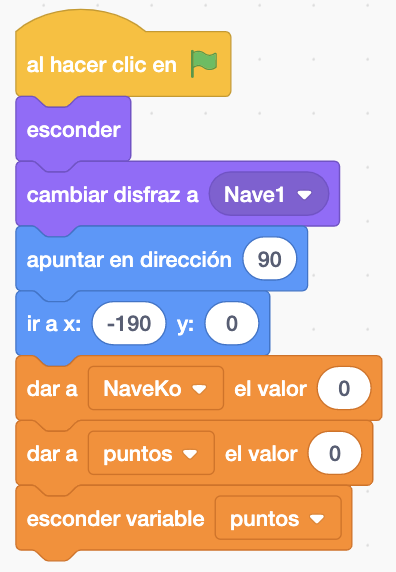 al hacer clic en
esconder
cambiar disfraz a Nave1
apuntar en dirección 90
ir a x: -190 y: 0
dar a NaveKo el valor 0
dar a puntos el valor 0
esconder variable puntos